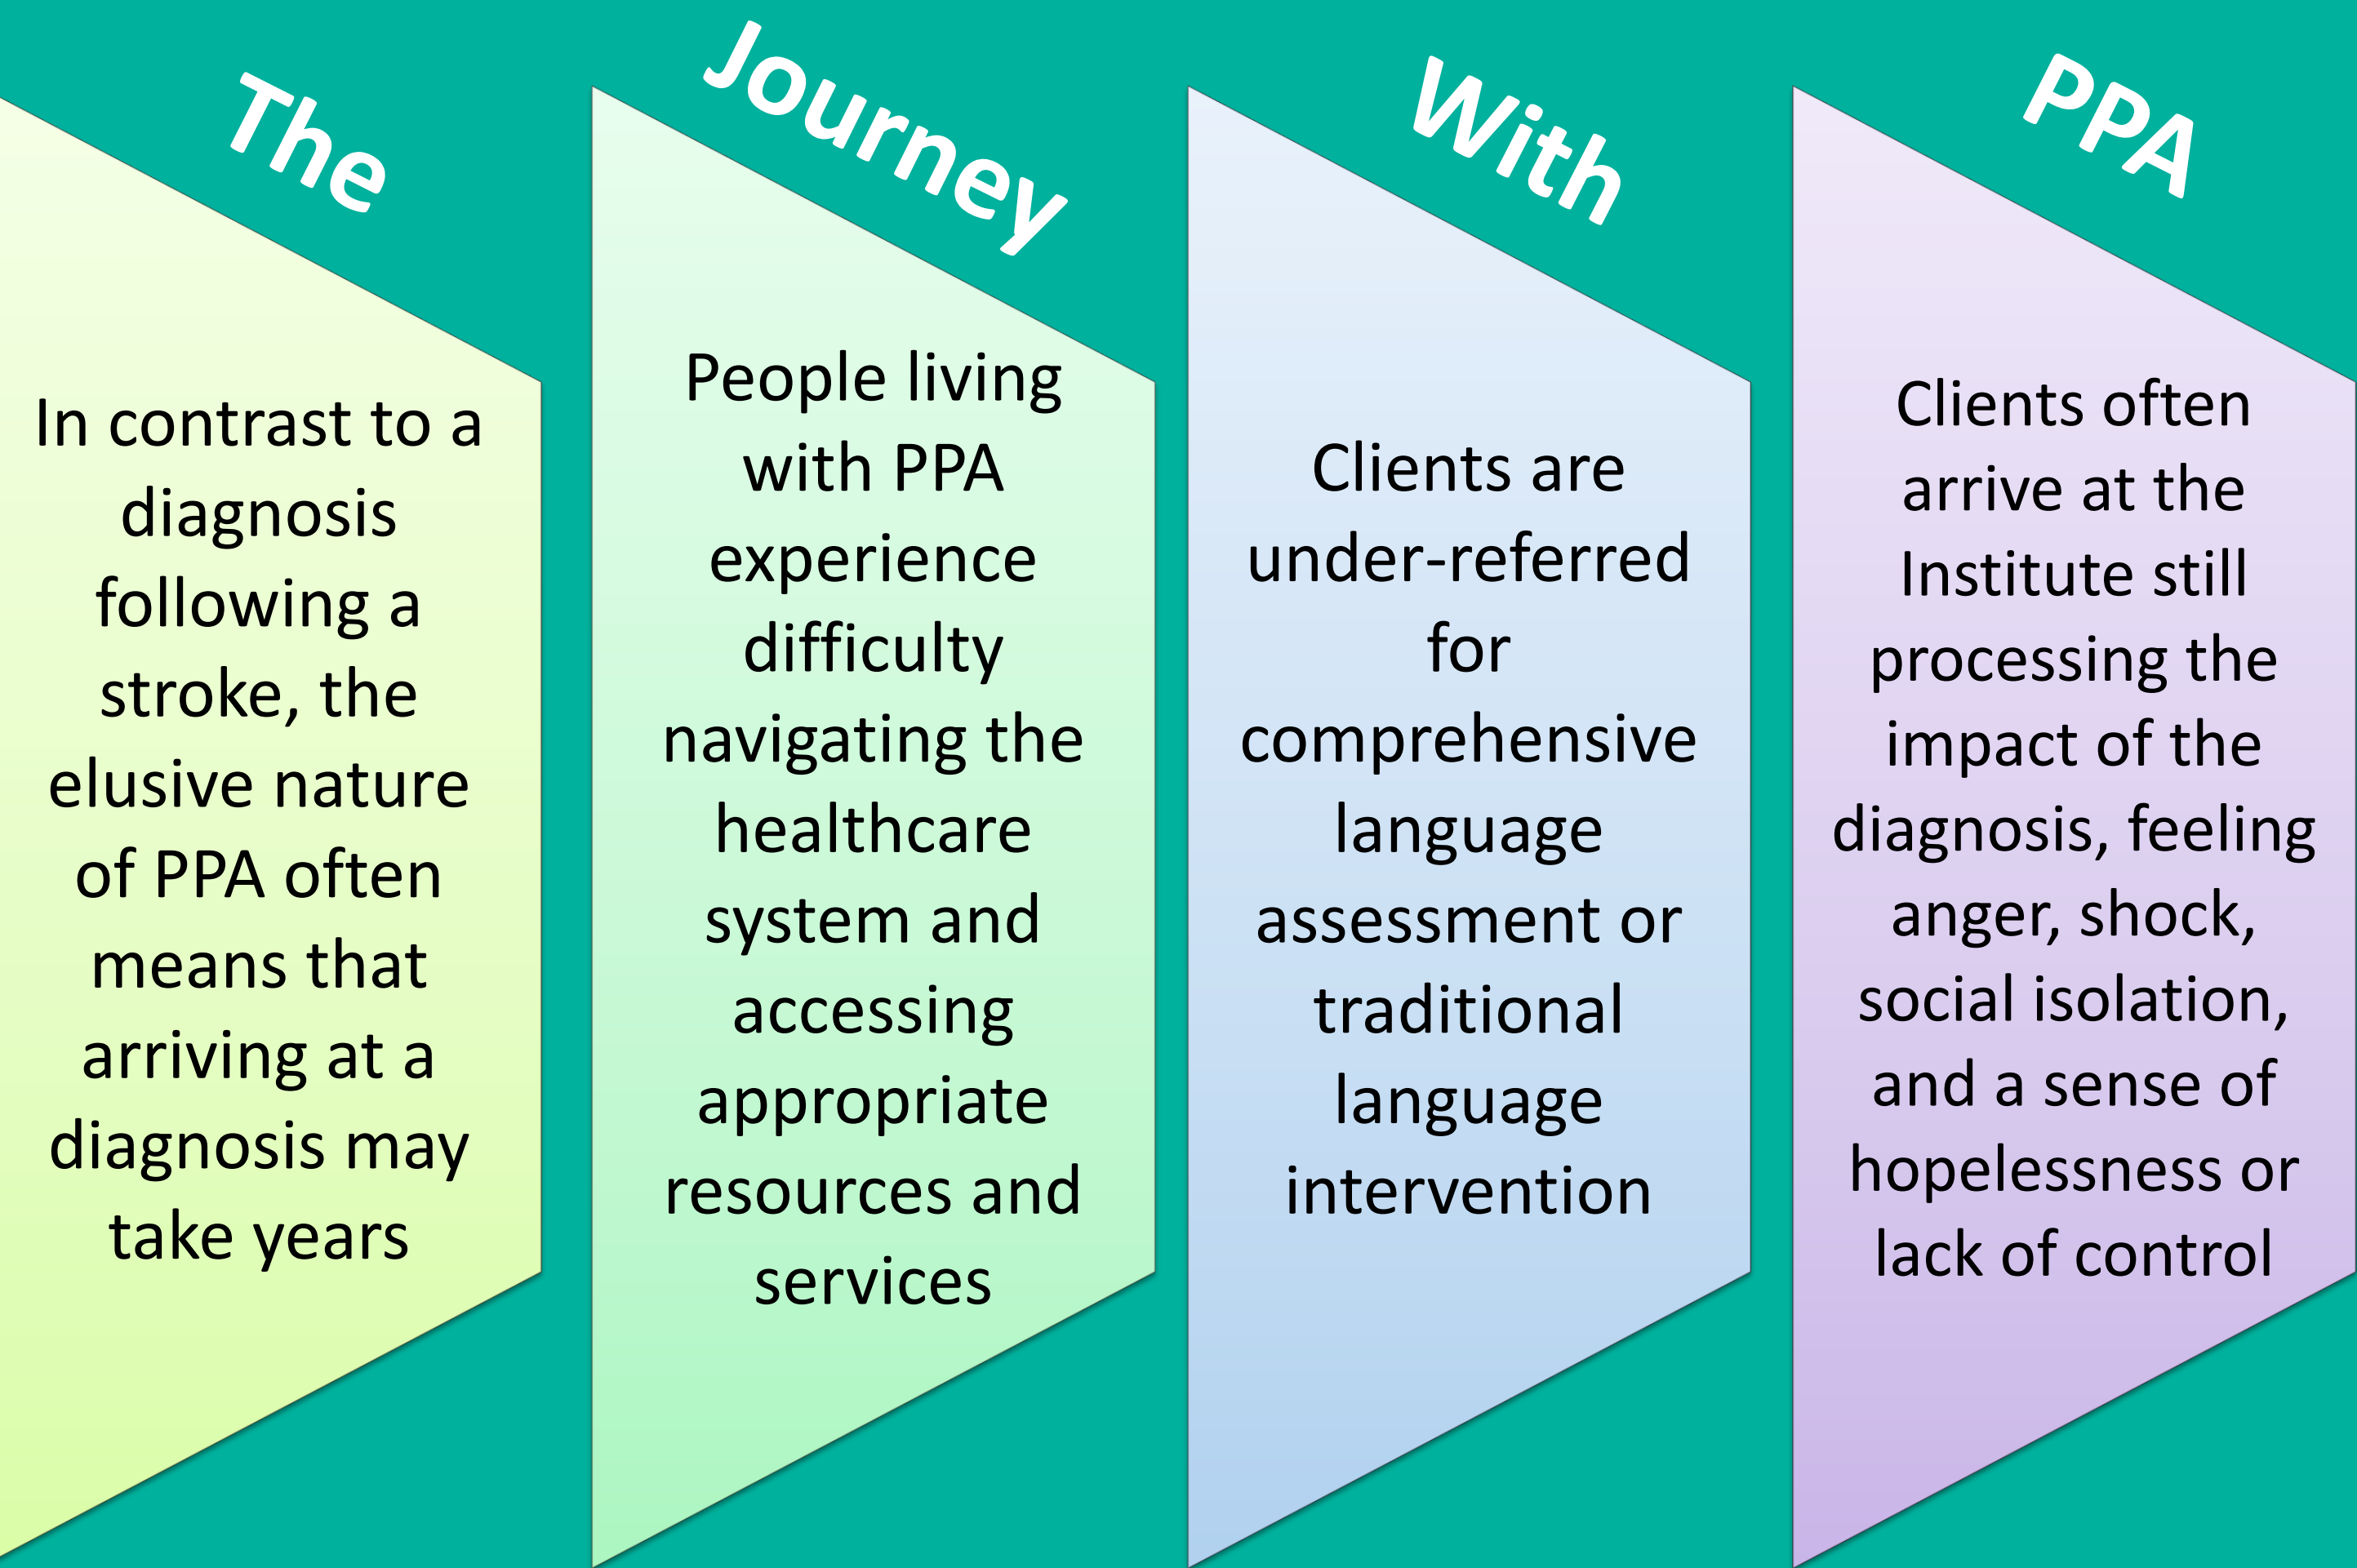 The
Journey
With
PPA
In contrast to a
diagnosis
following a
stroke, the
elusive nature
of PPA often
means that
arriving at a
diagnosis may
take years
People living
with PPA
experience
difficulty
navigating the
healthcare
system and
accessing
appropriate
resources and
services
Clients are
under-referred
for
comprehensive
language
assessment or
traditional
language
intervention
Clients often
arrive at the
Institute still
processing the
impact of the
diagnosis, feeling
anger, shock,
social isolation,
and a sense of
hopelessness or
lack of control